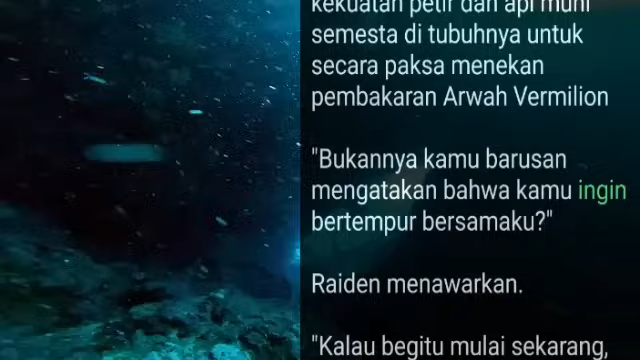 kekuatan petir dan api murni
semesta di tubuhnya untuk
secara paksa menekan
pembakaran Arwah Vermilion
"Bukannya kamu barusan
mengatakan bahwa kamu ingin
bertempur bersamaku?"
Raiden menawarkan.
"Kalau begitu mulai sekarang,